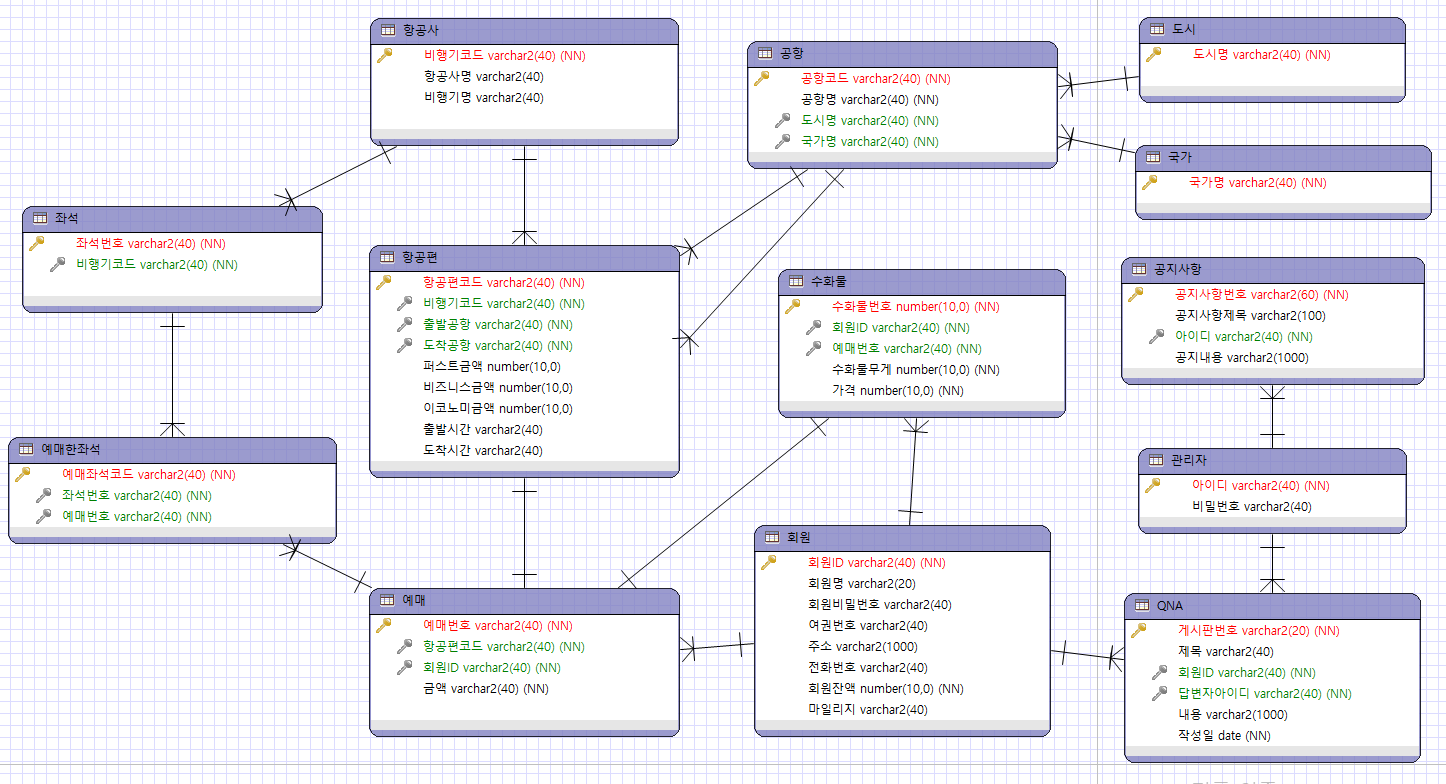 항공사
비행기코드 varchar2(40) (NN)
항공사명 varchar2(40)
비행기명 varchar2(40)
공항
공항코드 varchar2(40) (NN)
공항명 varchar2(40) (NN)
도시명 varchar2(40) (NN)
국가명 varchar2(40) (NN)
도시
도시명 varchar2(40) (NN)
국가
국가명 varchar2(40) (NN)
좌석
좌석번호 varchar2(40) (NN)
비행기코드 varchar2(40) (NN)
항공편
항공편코드 varchar2(40) (NN)
비행기코드 varchar2(40) (NN)
출발공항 varchar2(40) (NN)
도착공항 varchar2(40) (NN)
퍼스트금액 number(10,0)
비즈니스금액 number(10,0)
이코노미금액 number(10,0)
출발시간 varchar2(40)
도착시간 varchar2(40)
수화물
수화물번호 number(10,0) (NN)
회원ID varchar2(40) (NN)
예매번호 varchar2(40) (NN)
수화물무게 number(10,0) (NN)
가격 number(10,0) (NN)
공지사항
공지사항번호 varchar2(60) (NN)
공지사항제목 varchar2(100)
아이디 varchar2(40) (NN)
공지내용 varchar2(1000)
예매한좌석
예매좌석코드 varchar2(40) (NN)
좌석번호 varchar2(40) (NN)
예매번호 varchar2(40) (NN)
관리자
아이디 varchar2(40) (NN)
비밀번호 varchar2(40)
예매
예매번호 varchar2(40) (NN)
항공편코드 varchar2(40) (NN)
회원ID varchar2(40) (NN)
금액 varchar2(40) (NN)
회원
회원ID varchar2(40) (NN)
회원명 varchar2(20)
회원비밀번호 varchar2(40)
여권번호 varchar2(40)
주소 varchar2(1000)
전화번호 varchar2(40)
회원잔액 number(10,0) (NN)
마일리지 varchar2(40)
QNA
게시판번호 varchar2(20) (NN)
제목 varchar2(40)
회원ID varchar2(40) (NN)
답변자아이디 varchar2(40) (NN)
내용 varchar2(1000)
작성일 date (NN)